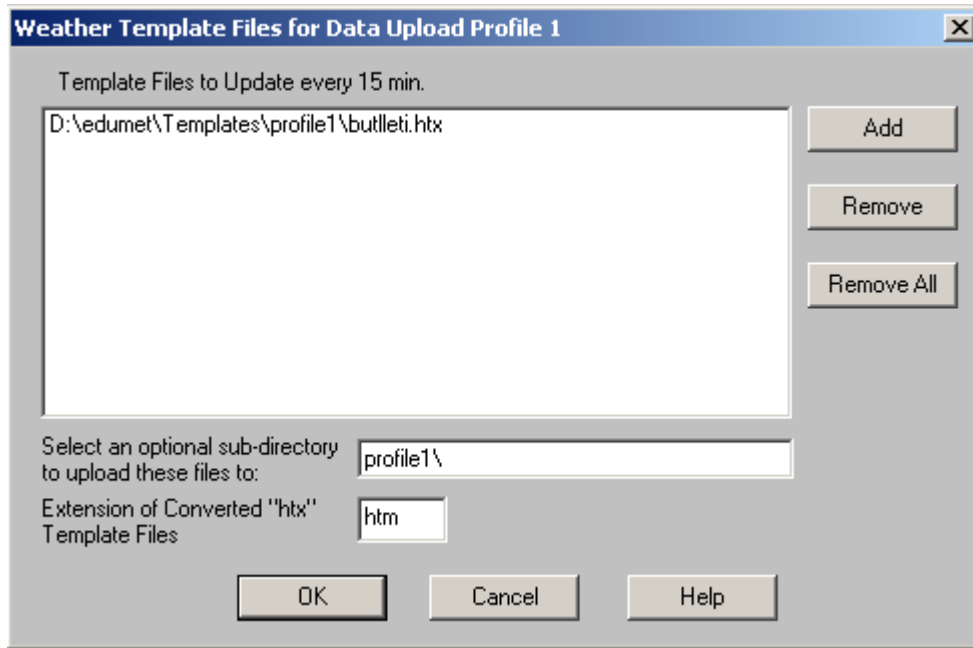 Weather Template Files for Data Upload Profile 1
Template Files to Update every 15 min.
D:\edumet\Templates\profile1\butlleti.htx
Add
Remove
Remove All
Select an optional sub-directory
to upload these files to:
profile1\
Extension of Converted "htx"
Template Files
htm
OK
Cancel
Help